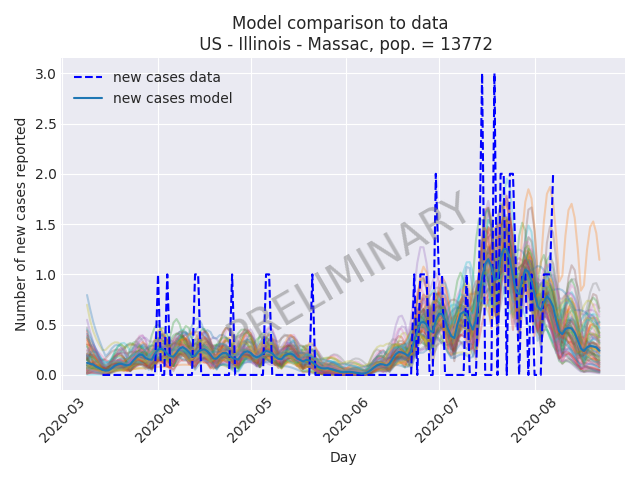 Model comparison to data
US - Illinois - Massac, pop. = 13772
new cases data
new cases model
PRELIMINARY
Number of new cases reported
3.0
2.5
2.0
1.5
1.0
0.5
0.0
2020-03
2020-04
2020-05
2020-06
2020-07
2020-08
Day